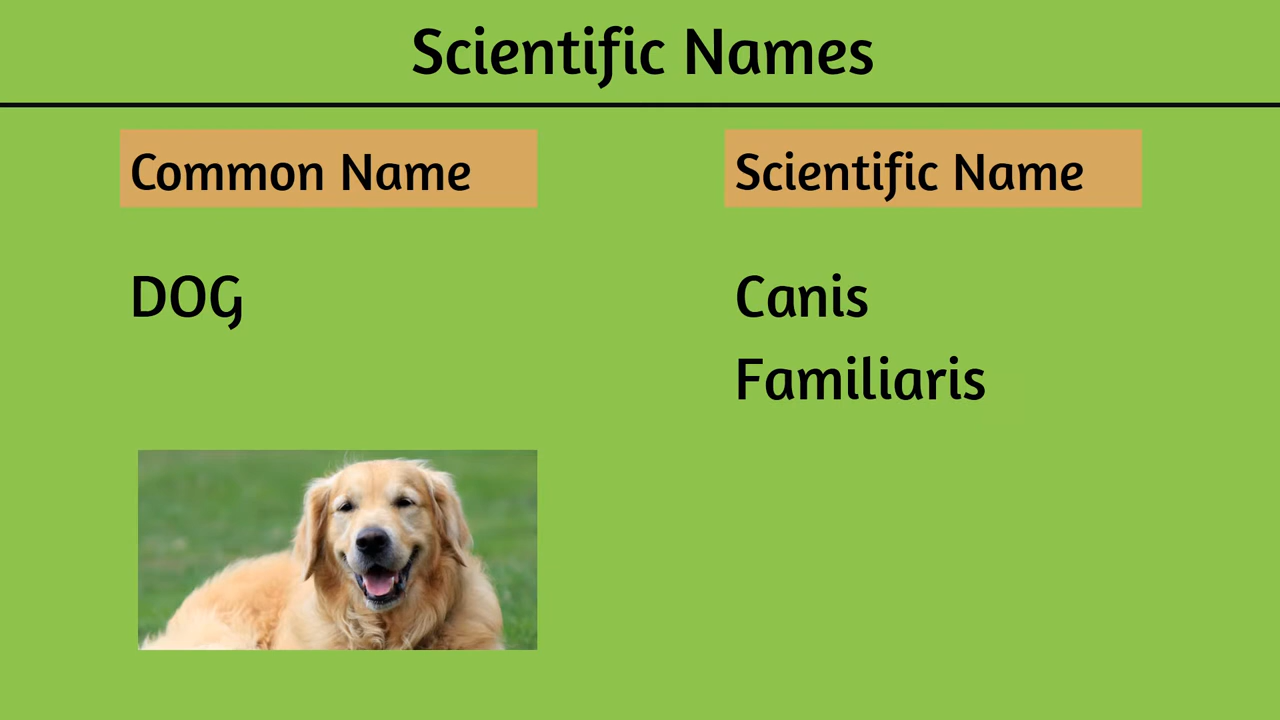 Scientific Names
Common Name
Scientific Name
DOG
Canis
Familiaris